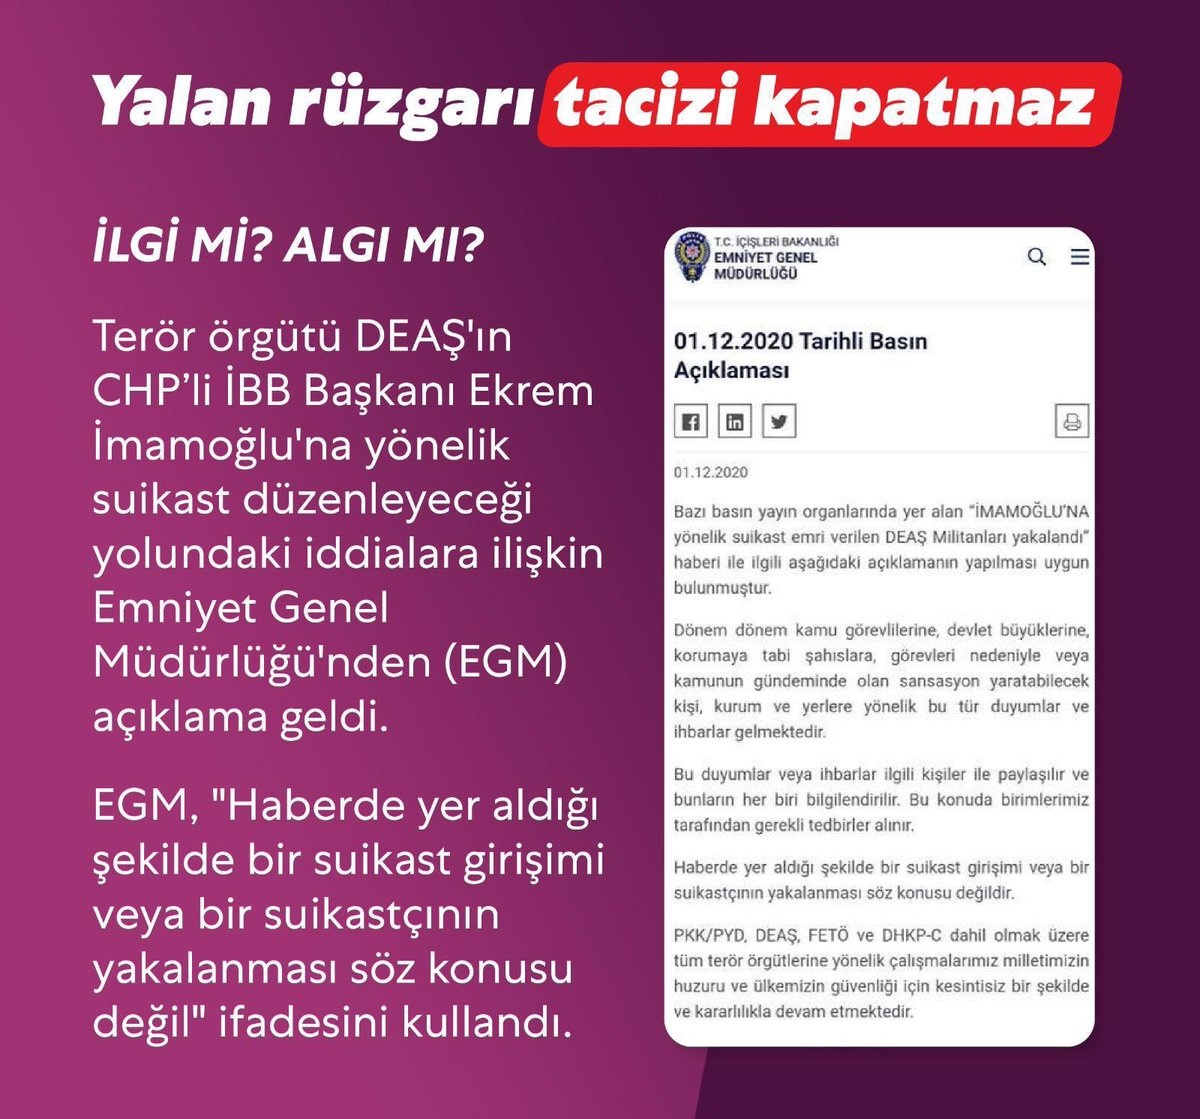 Yalan rüzgarı tacizi kapatmaz
İLGİ Mİ? ALGI MI?
Terör örgütü DEAŞ'ın
CHP’li İBB Başkanı Ekrem
İmamoğlu'na yönelik
suikast düzenleyeceği
yolundaki iddialara ilişkin
Emniyet Genel
Müdürlüğü'nden (EGM)
açıklama geldi.
EGM, "Haberde yer aldığı
şekilde bir suikast girişimi
veya bir suikastçının
yakalanması söz konusu
değil" ifadesini kullandı.
T.C. İÇİŞLERİ BAKANLIĞI
EMNİYET GENEL
MÜDÜRLÜĞÜ
01.12.2020 Tarihli Basın
Açıklaması
01.12.2020
Bazı basın yayın organlarında yer alan “İMAMOĞLU’NA
yönelik suikast emri verilen DEAŞ Militanları yakalandı”
haberi ile ilgili aşağıdaki açıklamanın yapılması uygun
bulunmuştur.
Dönem dönem kamu görevlilerine, devlet büyüklerine,
korumaya tabi şahıslara, görevleri nedeniyle veya
kamunun gündeminde olan sansasyon yaratabilecek
kişi, kurum ve yerlere yönelik bu tür duyumlar ve
ihbarlar gelmektedir.
Bu duyumlar veya ihbarlar ilgili kişiler ile paylaşılır ve
bunların her biri bilgilendirilir. Bu konuda birimlerimiz
tarafından gerekli tedbirler alınır.
Haberde yer aldığı şekilde bir suikast girişimi veya bir
suikastçının yakalanması söz konusu değildir.
PKK/PYD, DEAŞ, FETÖ ve DHKP-C dahil olmak üzere
tüm terör örgütlerine yönelik çalışmalarımız milletimizin
huzuru ve ülkemizin güvenliği için kesintisiz bir şekilde
ve kararlılıkla devam etmektedir.